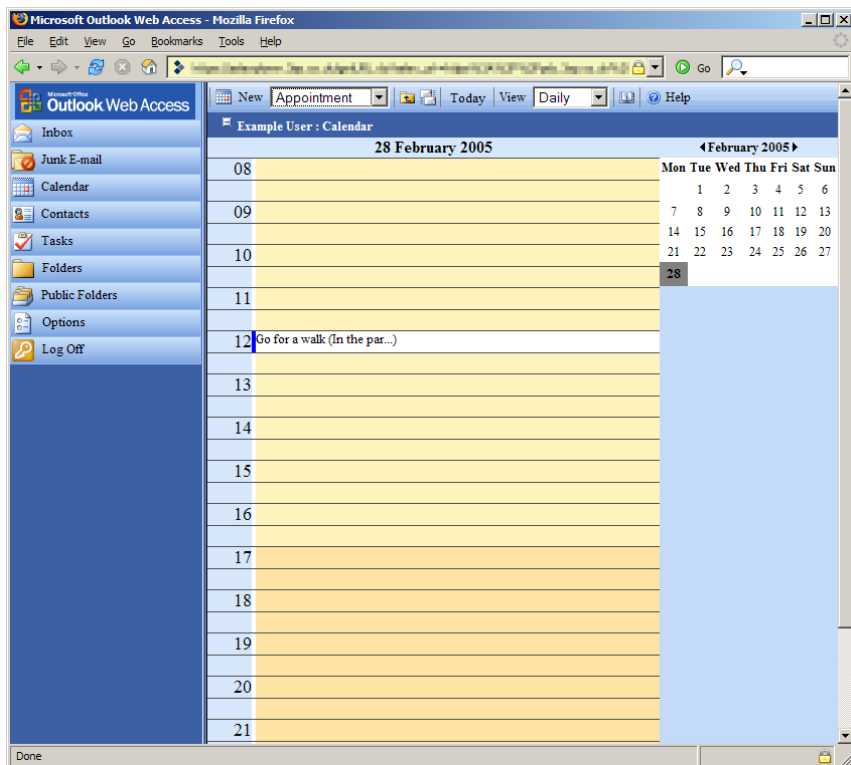 Microsoft Outlook Web Access - Mozilla Firefox
File Edit View Go Bookmarks Tools Help
Go
Microsoft Office
Outlook Web Access
New Appointment Today View Daily Help
Example User : Calendar
Inbox
Junk E-mail
Calendar
Contacts
Tasks
Folders
Public Folders
Options
Log Off
28 February 2005
08
09
10
11
12 Go for a walk (In the par...)
13
14
15
16
17
18
19
20
21
February 2005
Mon Tue Wed Thu Fri Sat Sun
1 2 3 4 5 6
7 8 9 10 11 12 13
14 15 16 17 18 19 20
21 22 23 24 25 26 27
28
Done